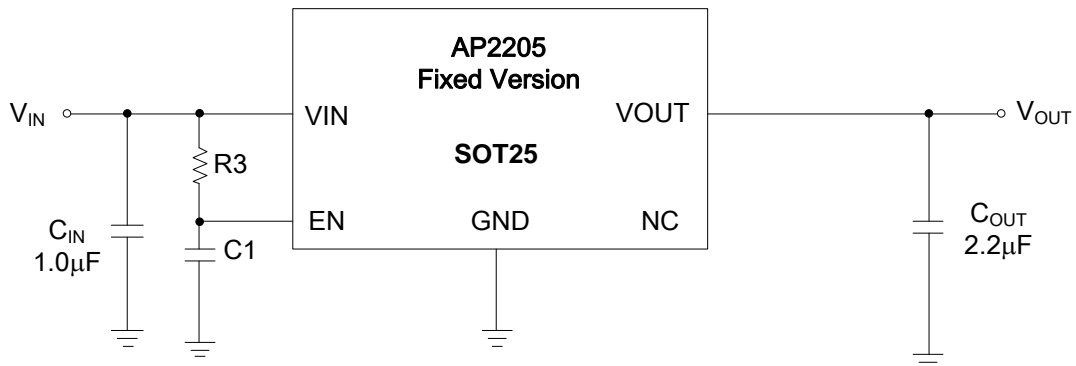 AP2205
Fixed Version
V_IN
VIN
VOUT
V_OUT
SOT25
R3
EN
GND
NC
C1
C_IN
1.0μF
C_OUT
2.2μF